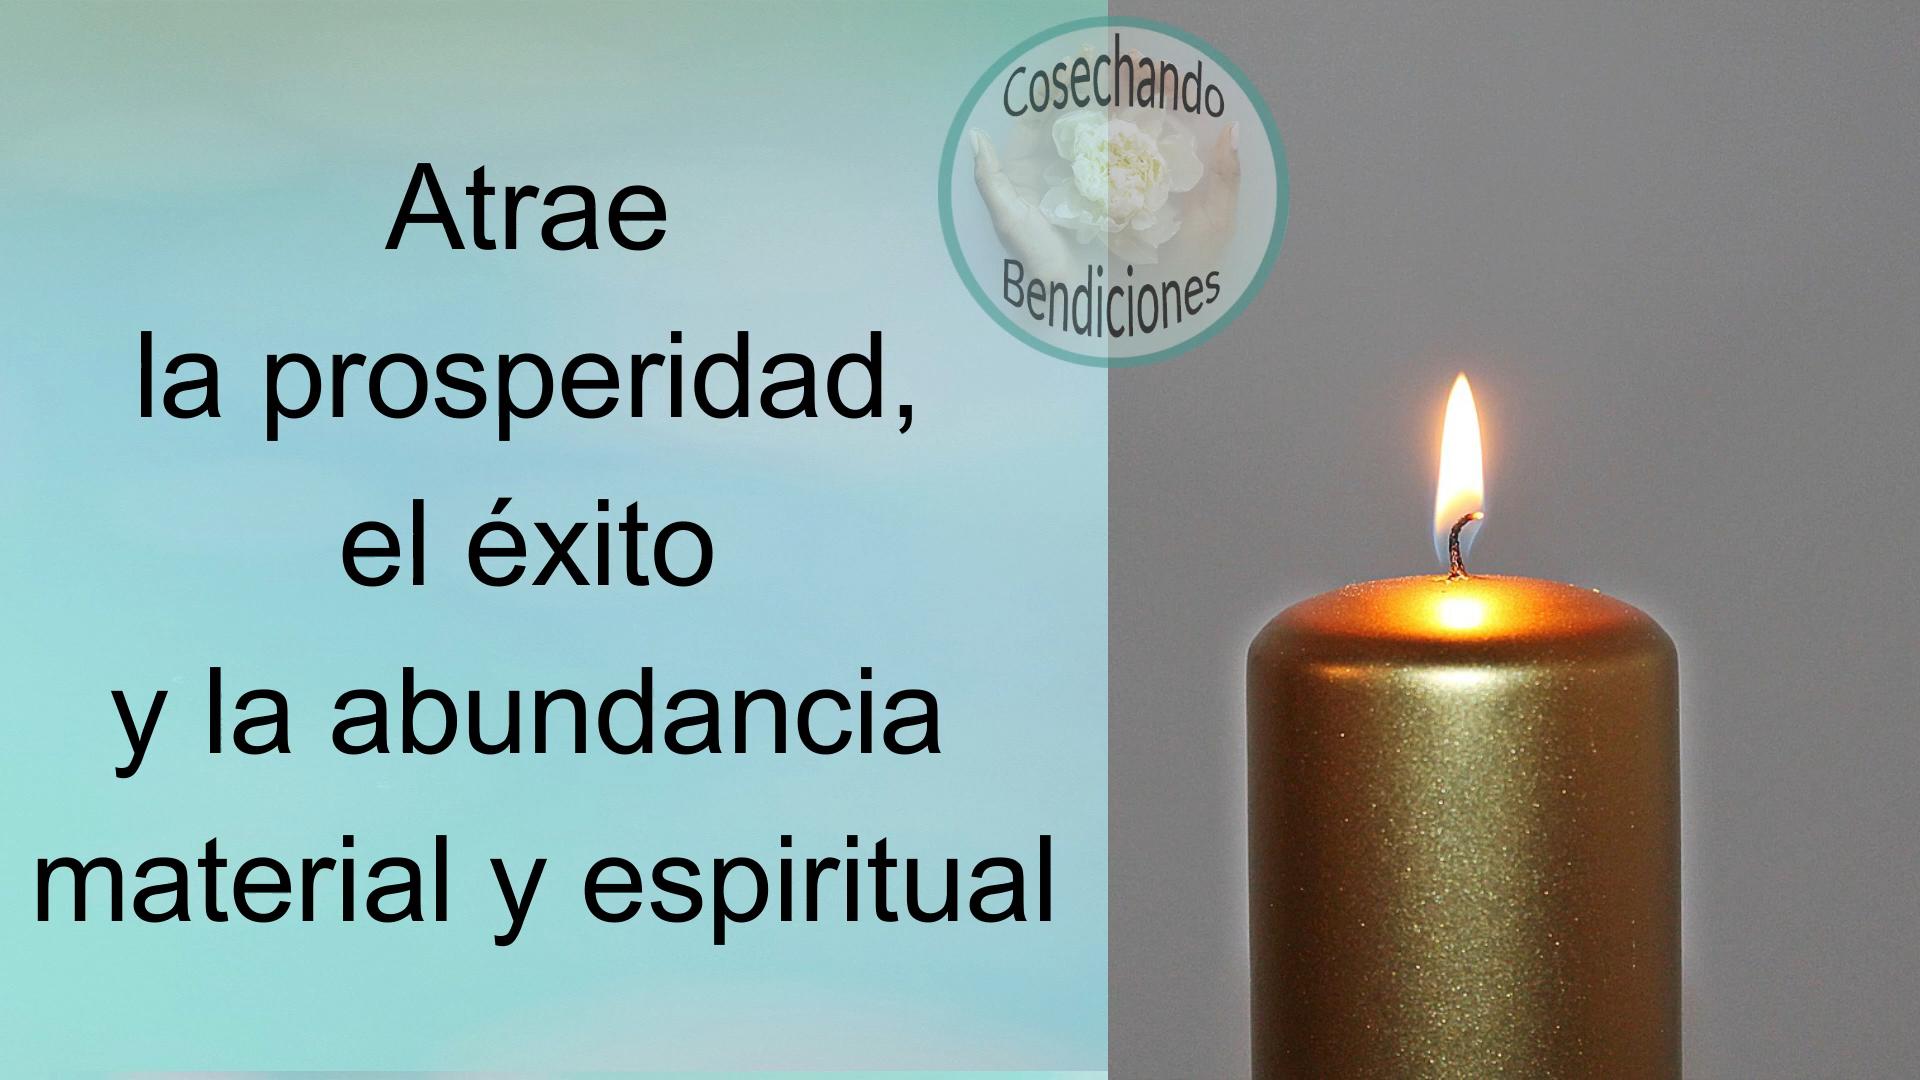 Cosechando
Bendiciones
Atrae
la prosperidad,
el éxito
y la abundancia
material y espiritual